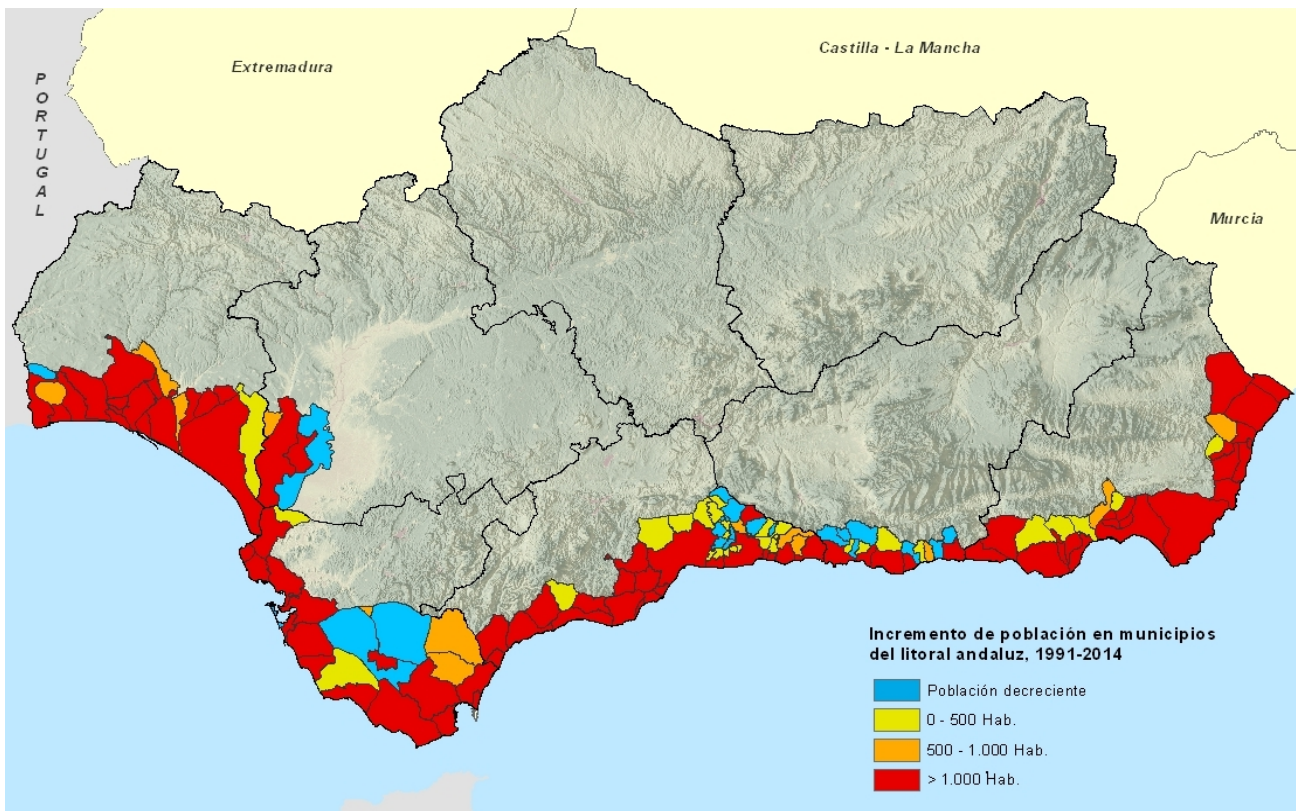 Extremadura
Castilla - La Mancha
PORTUGAL
Murcia
Incremento de población en municipios
del litoral andaluz, 1991-2014
Población decreciente
0 - 500 Hab.
500 - 1.000 Hab.
> 1.000 Hab.